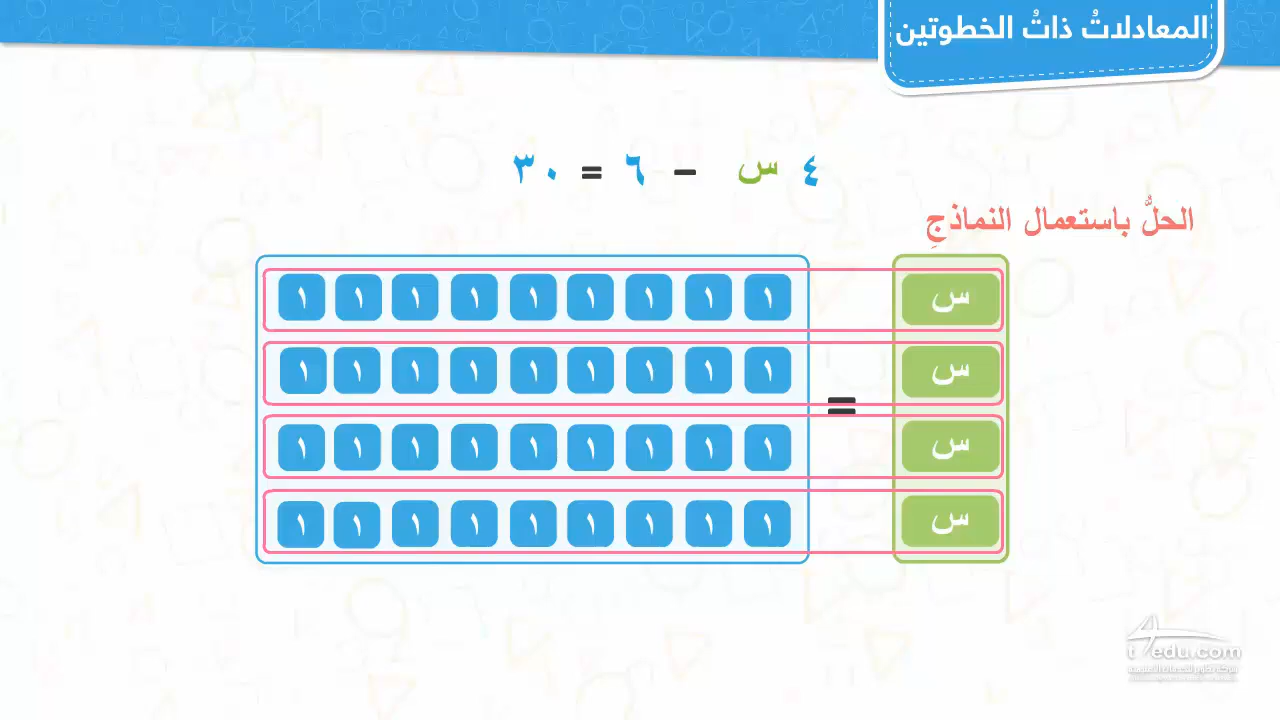 المعادلاتُ ذاتُ الخطوتين
٤ س − ٦ = ٣٠
الحلُّ باستعمال النماذجِ
س ١ ١ ١ ١ ١ ١ ١ ١ ١
س ١ ١ ١ ١ ١ ١ ١ ١ ١
=
س ١ ١ ١ ١ ١ ١ ١ ١ ١
س ١ ١ ١ ١ ١ ١ ١ ١ ١
t4edu.com